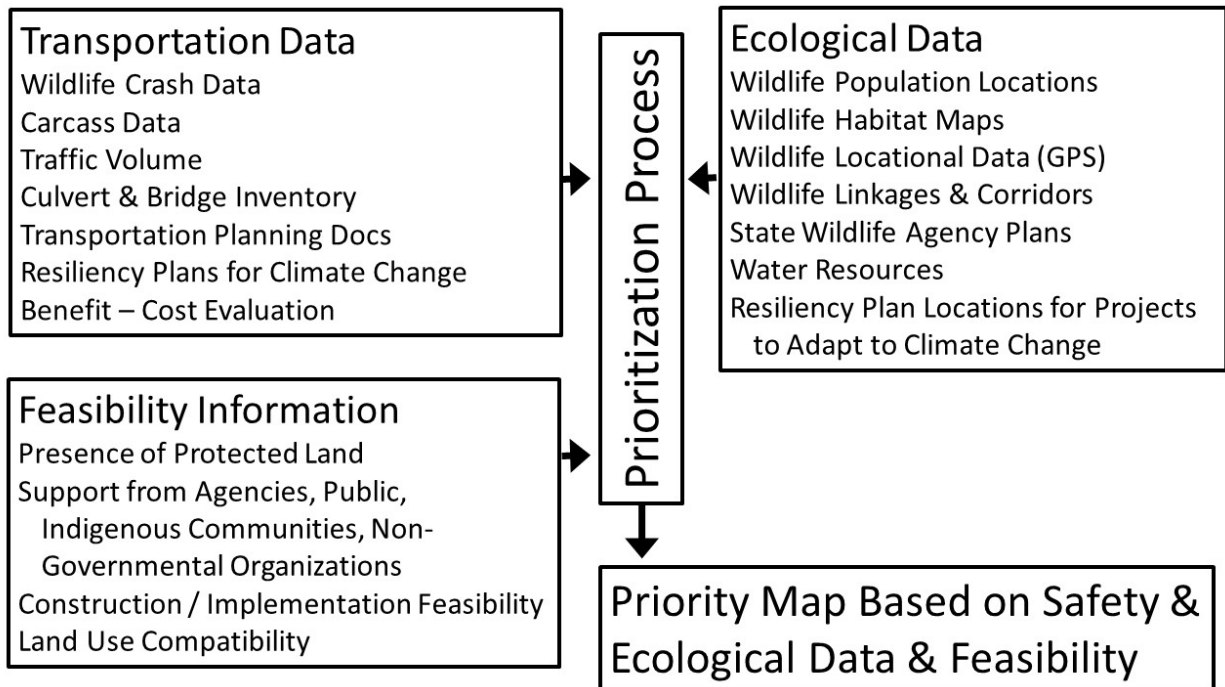 Transportation Data
Wildlife Crash Data
Carcass Data
Traffic Volume
Culvert & Bridge Inventory
Transportation Planning Docs
Resiliency Plans for Climate Change
Benefit – Cost Evaluation
Feasibility Information
Presence of Protected Land
Support from Agencies, Public,
Indigenous Communities, Non-
Governmental Organizations
Construction / Implementation Feasibility
Land Use Compatibility
Prioritization Process
Ecological Data
Wildlife Population Locations
Wildlife Habitat Maps
Wildlife Locational Data (GPS)
Wildlife Linkages & Corridors
State Wildlife Agency Plans
Water Resources
Resiliency Plan Locations for Projects
to Adapt to Climate Change
Priority Map Based on Safety &
Ecological Data & Feasibility